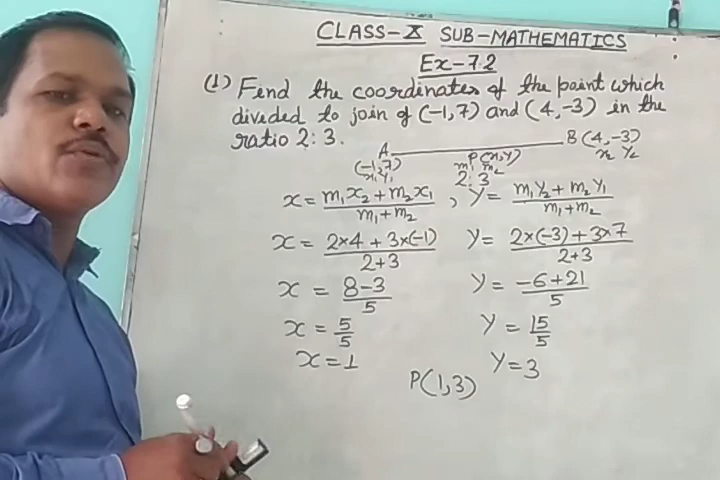 CLASS-X SUB-MATHEMATICS
Ex-7.2
(1) Find the coordinates of the point which
divided to join of (-1,7) and (4,-3) in the
ratio 2:3.
A P(x,y) B (4,-3)
(-1,7) m₁ m₂ x₂ y₂
x₁ y₁ 2:3
x = m₁x₂+m₂x₁/m₁+m₂ , y = m₁y₂+m₂y₁/m₁+m₂
x = 2×4+3×(-1)/2+3 y = 2×(-3)+3×7/2+3
x = 8-3/5 y = -6+21/5
x = 5/5 y = 15/5
x=1 y=3
P(1,3)